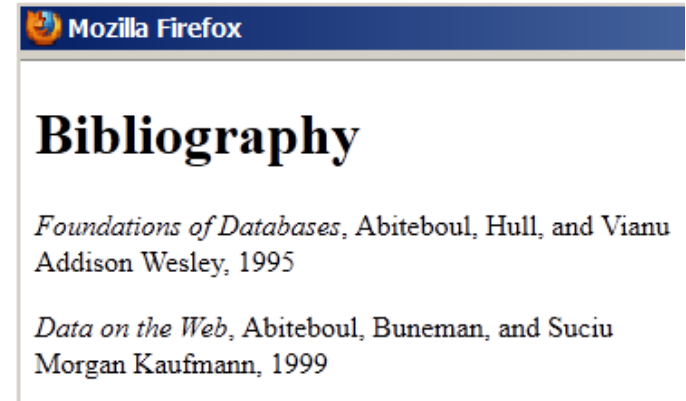 Mozilla Firefox
Bibliography
Foundations of Databases, Abiteboul, Hull, and Vianu
Addison Wesley, 1995
Data on the Web, Abiteboul, Buneman, and Suciu
Morgan Kaufmann, 1999